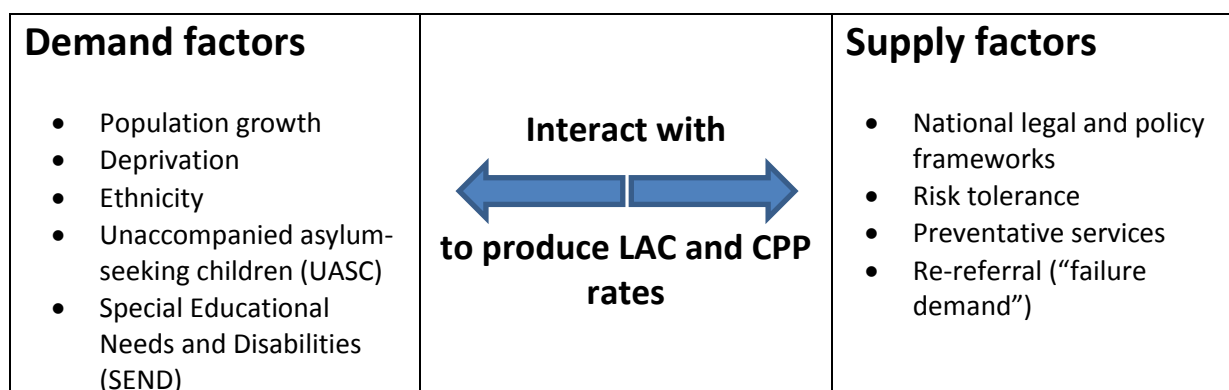 Demand factors
• Population growth
• Deprivation
• Ethnicity
• Unaccompanied asylum-
seeking children (UASC)
• Special Educational
Needs and Disabilities
(SEND)
Interact with
to produce LAC and CPP
rates
Supply factors
• National legal and policy
frameworks
• Risk tolerance
• Preventative services
• Re-referral (“failure
demand”)